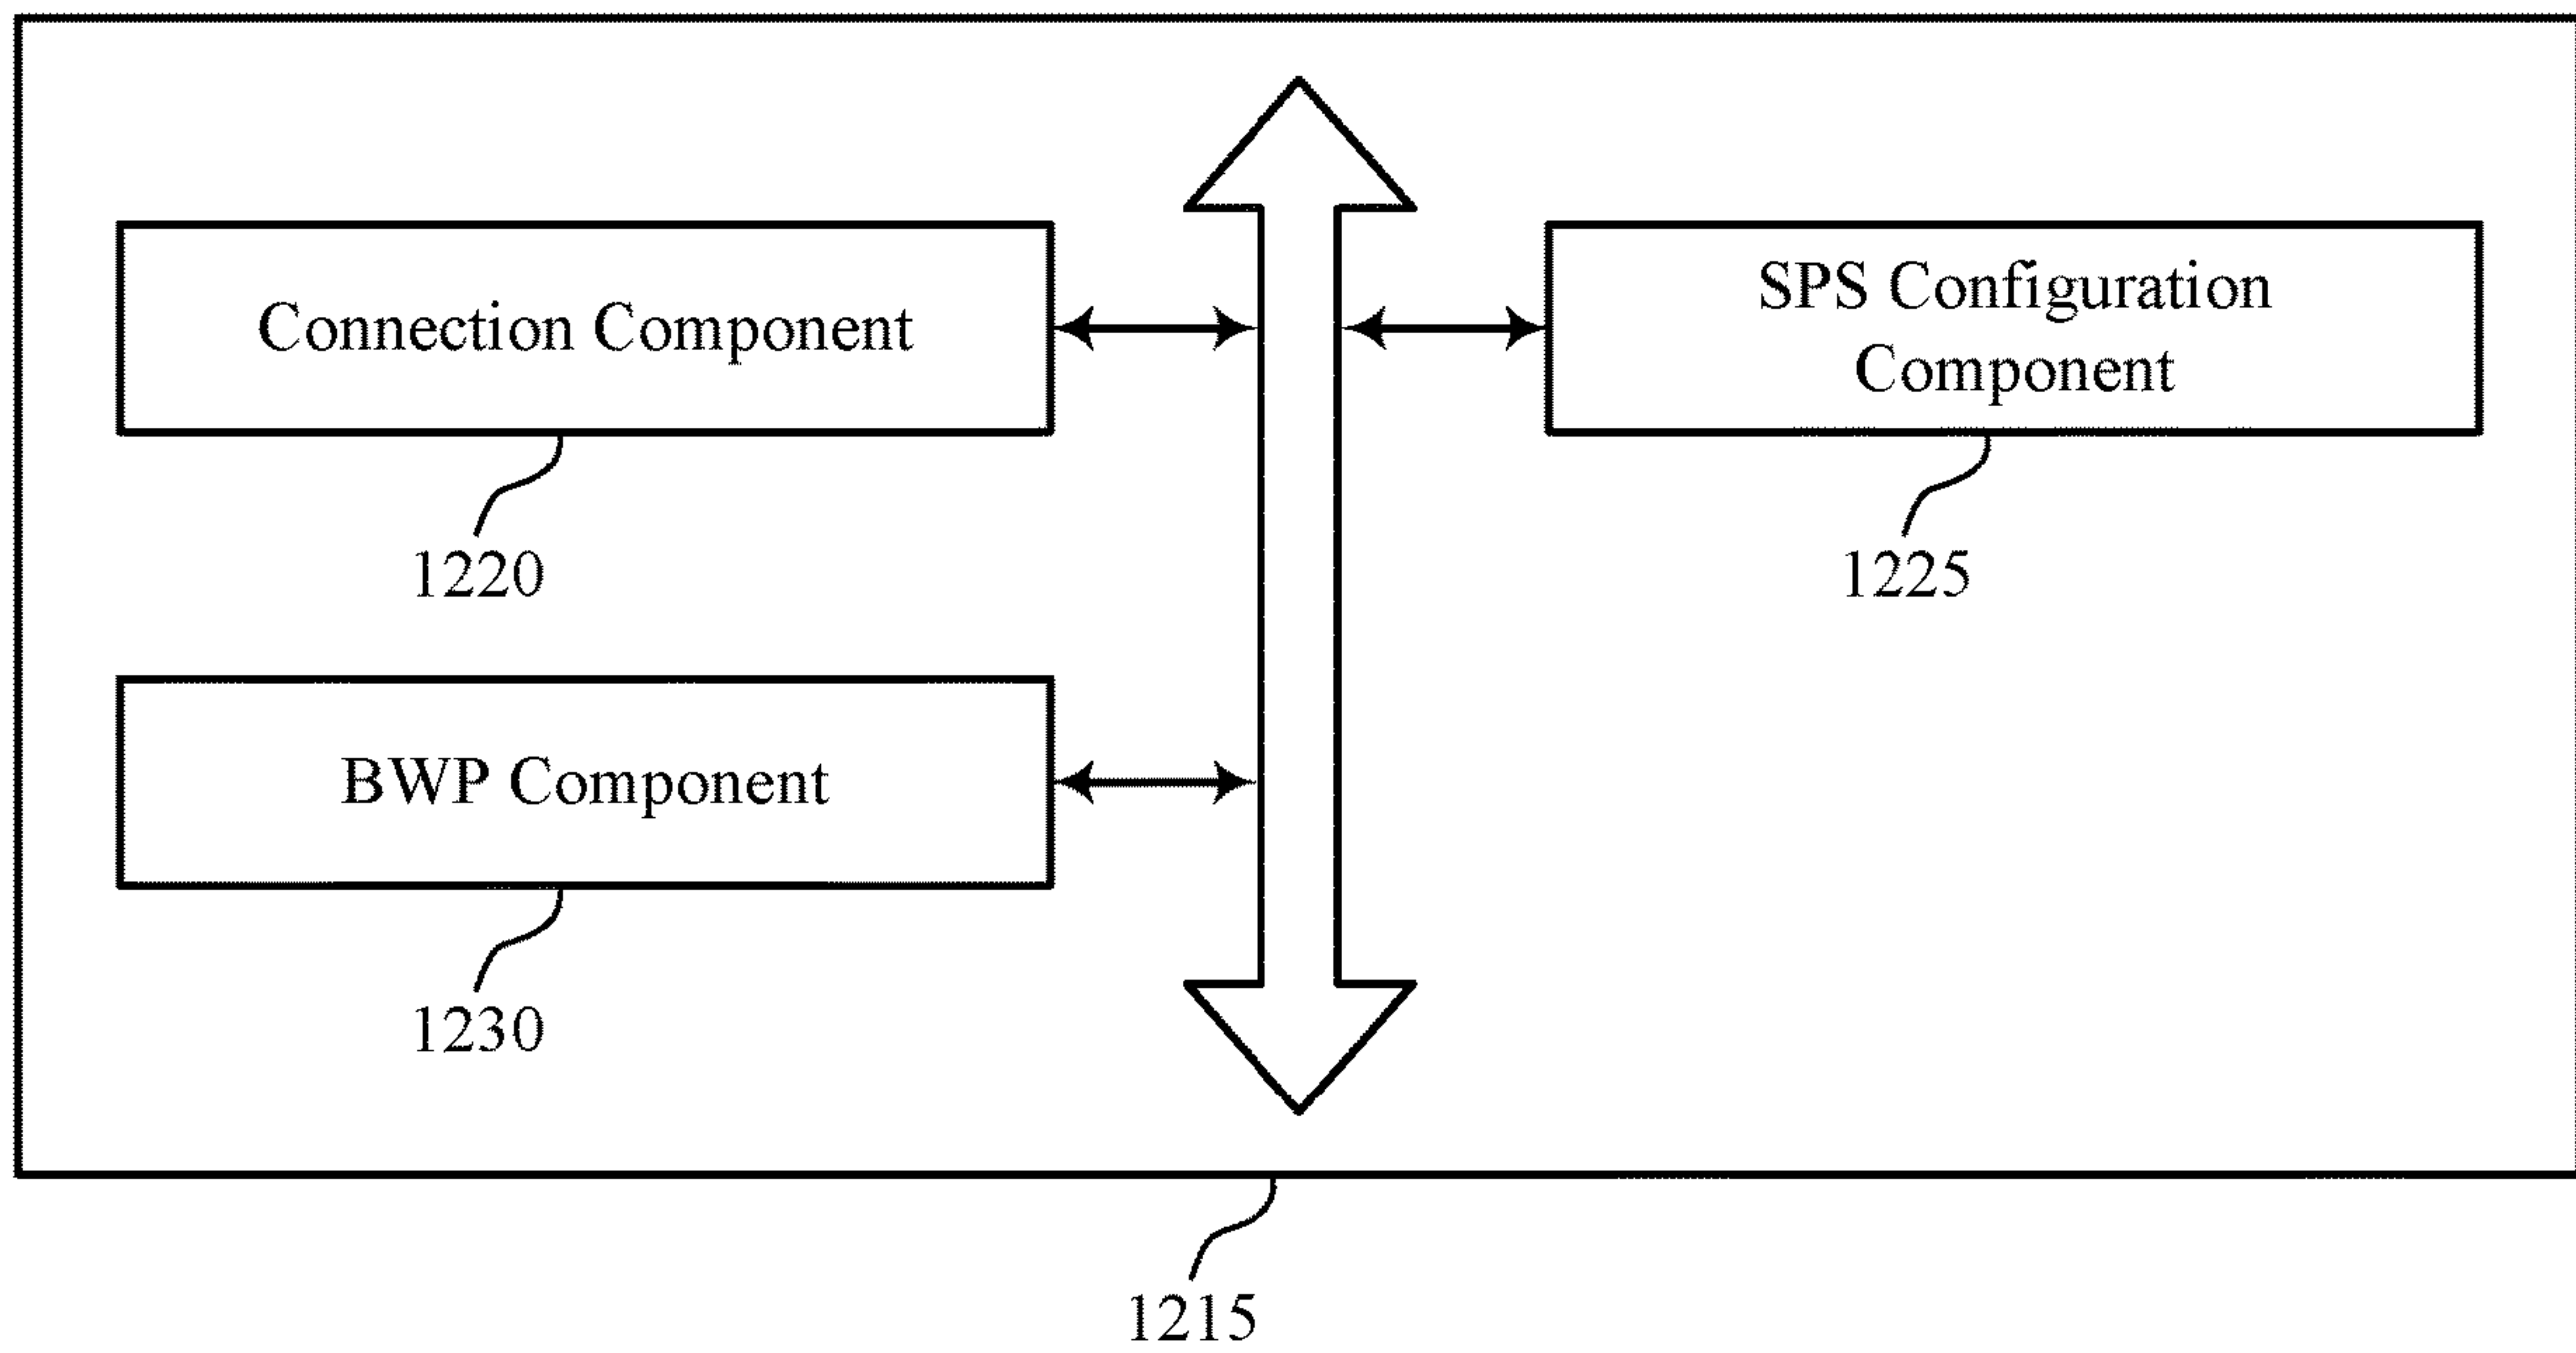 Connection Component
SPS Configuration
Component
1220
1225
BWP Component
1230
1215